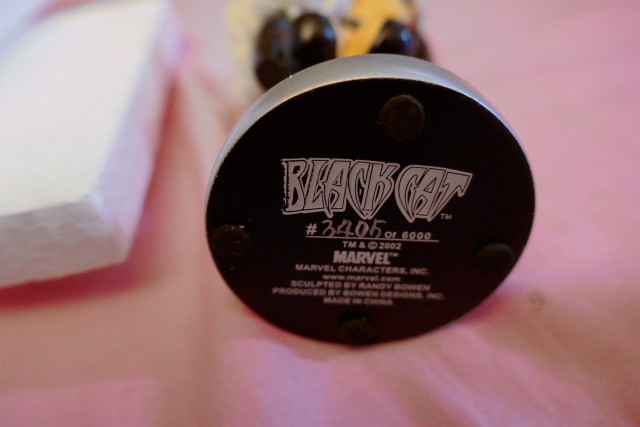 BLACK CAT™
# 3405 OF 6000
TM & © 2002
MARVEL™
MARVEL CHARACTERS, INC.
www.marvel.com
SCULPTED BY RANDY BOWEN
PRODUCED BY BOWEN DESIGNS, INC.
MADE IN CHINA